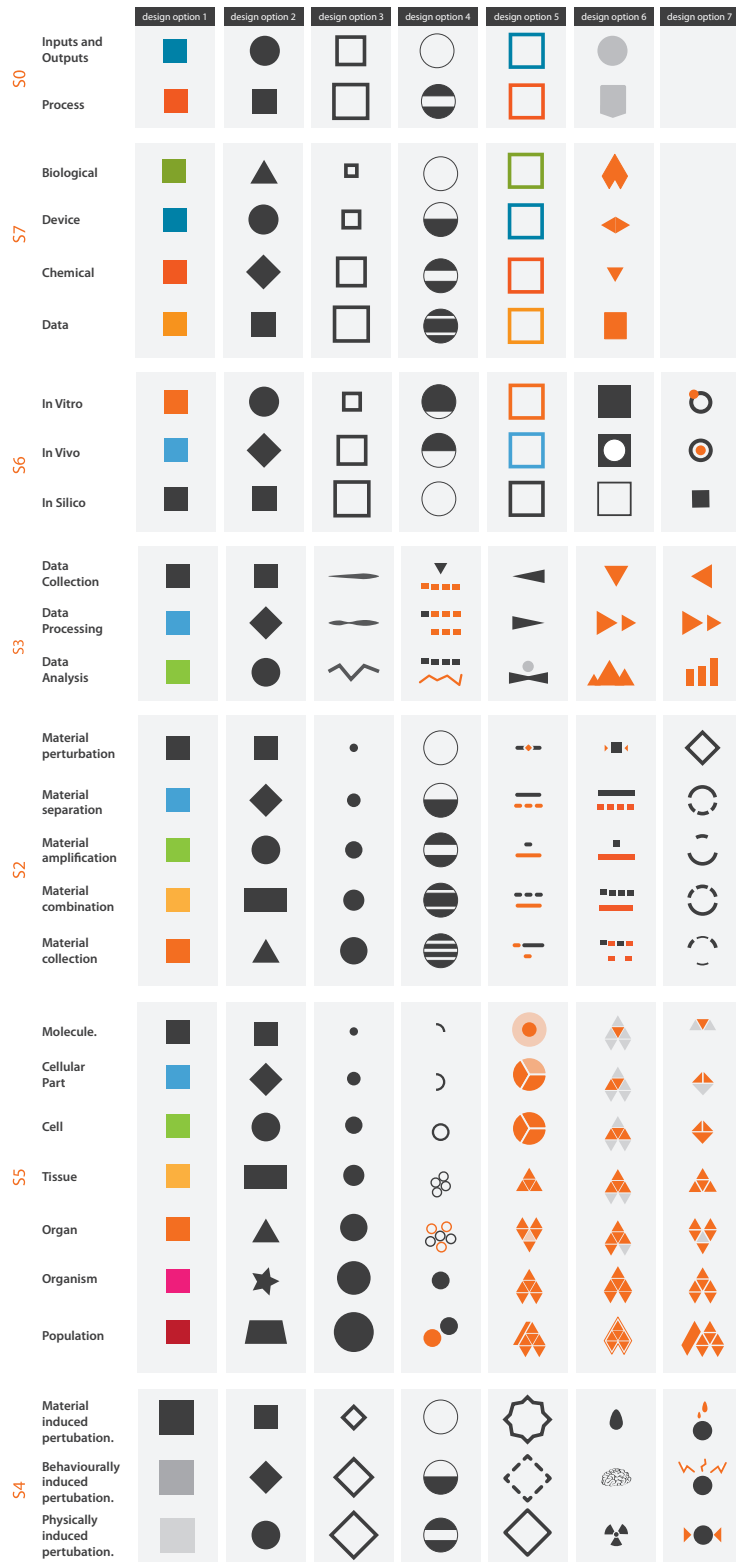 design option 1 design option 2 design option 3 design option 4 design option 5 design option 6 design option 7
S0
Inputs and
Outputs
Process
S7
Biological
Device
Chemical
Data
S6
In Vitro
In Vivo
In Silico
S3
Data
Collection
Data
Processing
Data
Analysis
S2
Material
perturbation
Material
separation
Material
amplification
Material
combination
Material
collection
S5
Molecule.
Cellular
Part
Cell
Tissue
Organ
Organism
Population
S4
Material
induced
pertubation.
Behaviourally
induced
pertubation.
Physically
induced
pertubation.